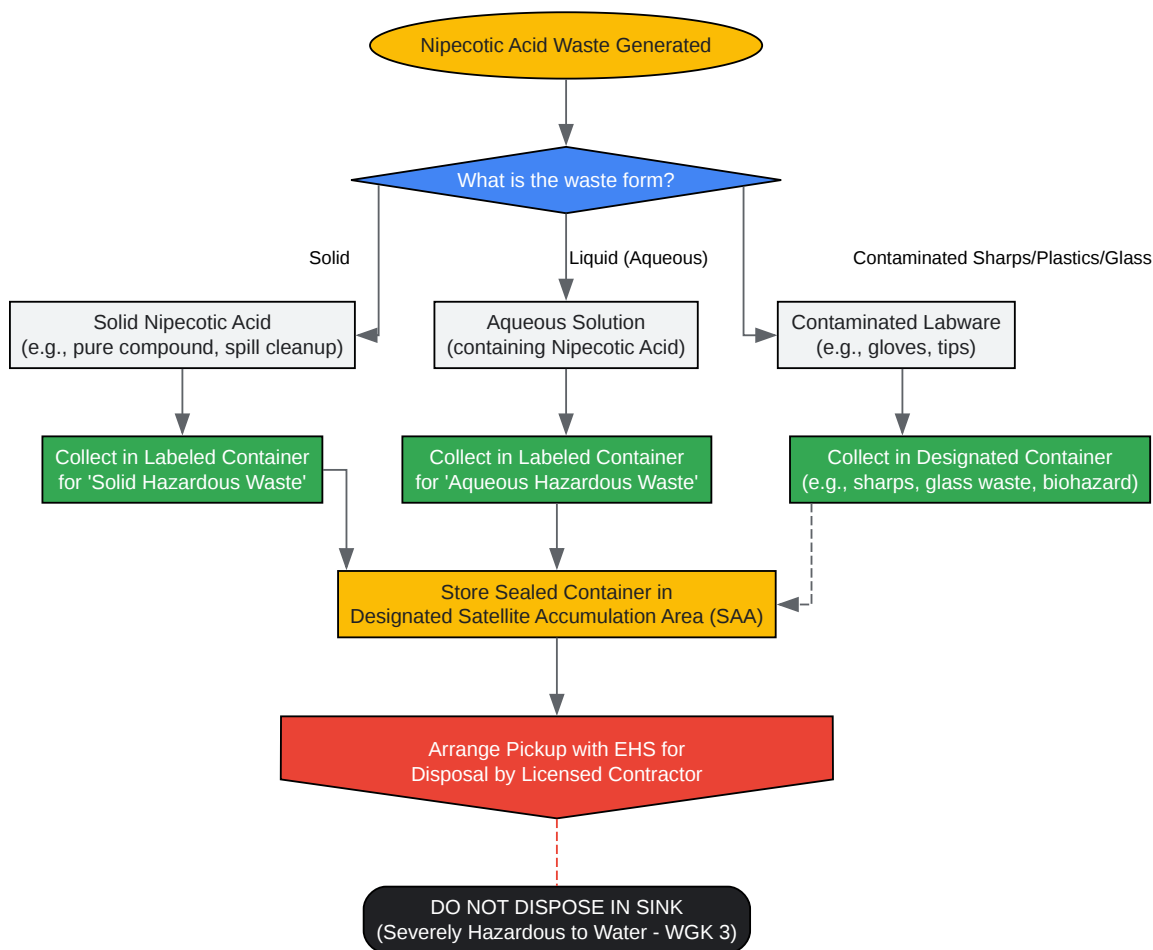 Nipecotic Acid Waste Generated
What is the waste form?
Solid
Liquid (Aqueous)
Contaminated Sharps/Plastics/Glass
Solid Nipecotic Acid
(e.g., pure compound, spill cleanup)
Aqueous Solution
(containing Nipecotic Acid)
Contaminated Labware
(e.g., gloves, tips)
Collect in Labeled Container
for 'Solid Hazardous Waste'
Collect in Labeled Container
for 'Aqueous Hazardous Waste'
Collect in Designated Container
(e.g., sharps, glass waste, biohazard)
Store Sealed Container in
Designated Satellite Accumulation Area (SAA)
Arrange Pickup with EHS for
Disposal by Licensed Contractor
DO NOT DISPOSE IN SINK
(Severely Hazardous to Water - WGK 3)